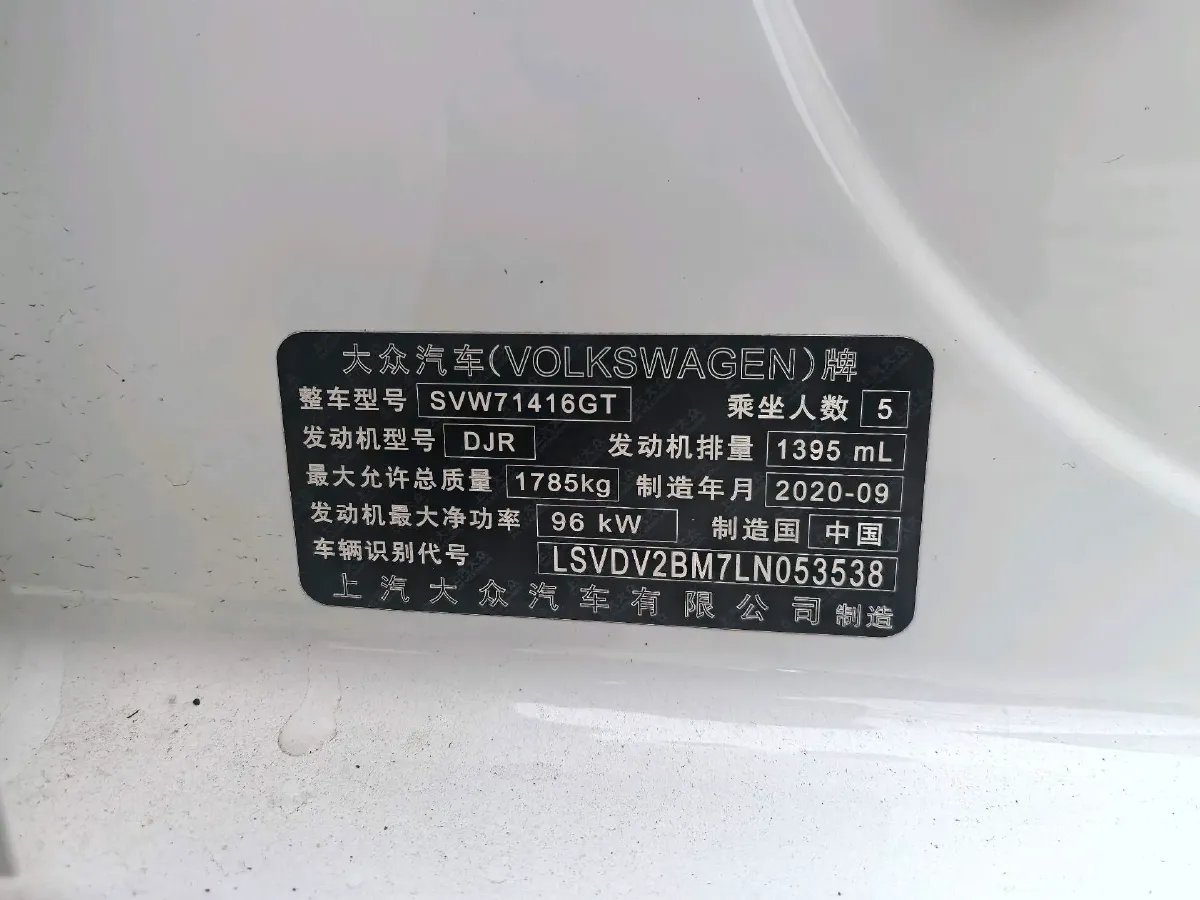 大众汽车(VOLKSWAGEN)牌
整车型号 SVW71416GT 乘坐人数 5
发动机型号 DJR 发动机排量 1395 mL
最大允许总质量 1785kg 制造年月 2020-09
发动机最大净功率 96 kW 制造国 中国
车辆识别代号 LSVDV2BM7LN053538
上汽大众汽车有限公司 制造